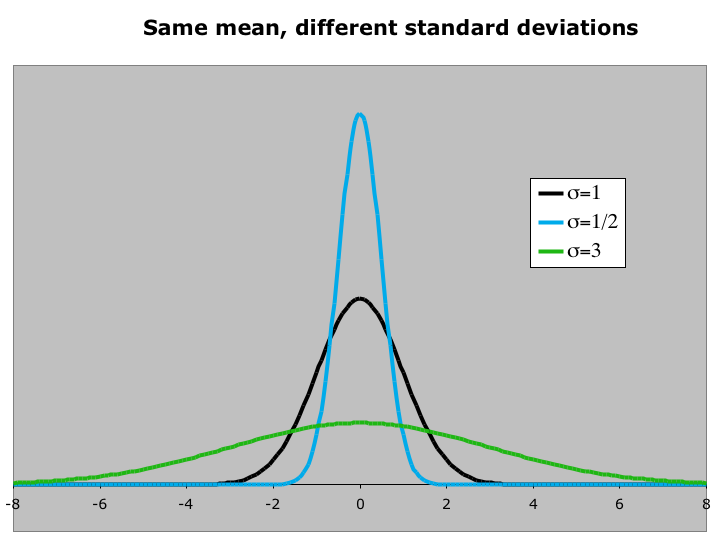 Same mean, different standard deviations
σ=1
σ=1/2
σ=3
-8 -6 -4 -2 0 2 4 6 8